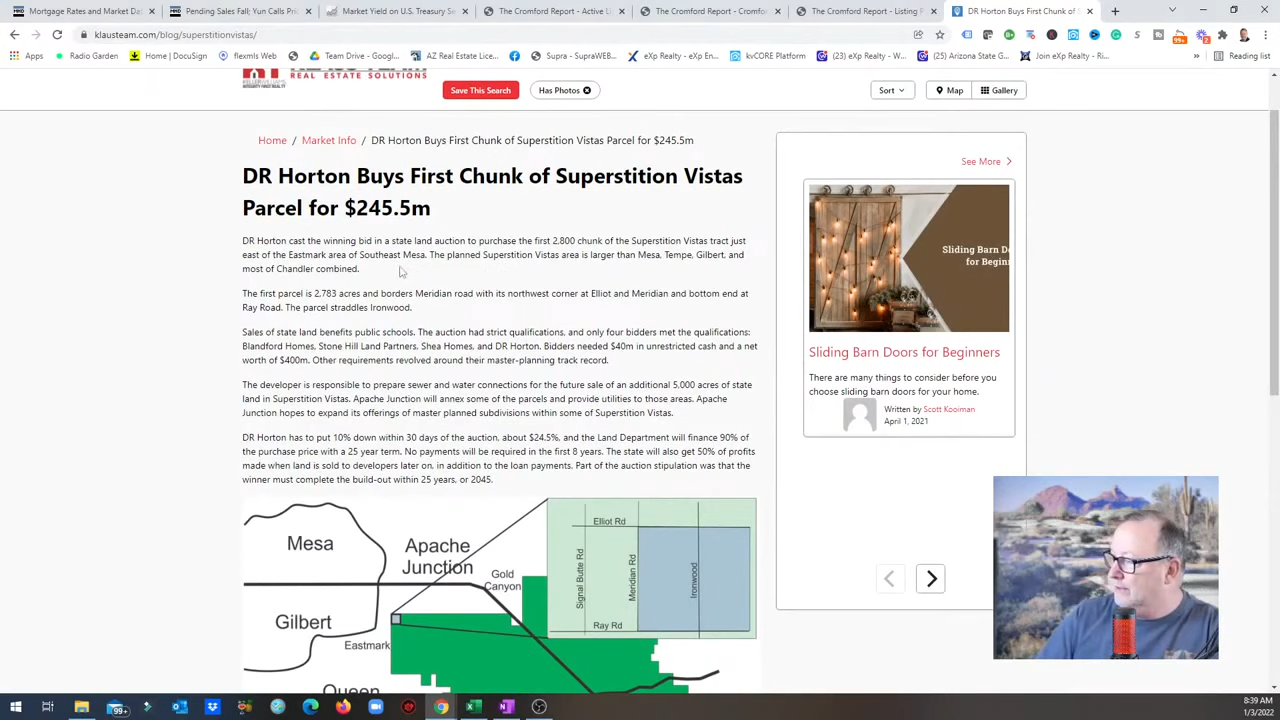 Mortgage Rates and Market Da
Pending Sales Fall; Yun Calls Pri
Market Yield on U.S. Treasury Se
The Cromford Report - Active Li
The Cromford Report - Cromfo
The Cromford Report - Listing P
DR Horton Buys First Chunk of S
klausteam.com/blog/superstitionvistas/
Apps
Radio Garden
Home | DocuSign
flexmls Web
Team Drive - Googl...
AZ Real Estate Lice...
Supra - SupraWEB...
eXp Realty - eXp En...
kvCORE Platform
(23) eXp Realty – W...
(25) Arizona State G...
Join eXp Realty - Ri...
»
Reading list
REAL ESTATE SOLUTIONS
Save This Search
Has Photos
Sort
Map
Gallery
Home / Market Info / DR Horton Buys First Chunk of Superstition Vistas Parcel for $245.5m
DR Horton Buys First Chunk of Superstition Vistas
Parcel for $245.5m
DR Horton cast the winning bid in a state land auction to purchase the first 2,800 chunk of the Superstition Vistas tract just
east of the Eastmark area of Southeast Mesa. The planned Superstition Vistas area is larger than Mesa, Tempe, Gilbert, and
most of Chandler combined.
The first parcel is 2,783 acres and borders Meridian road with its northwest corner at Elliot and Meridian and bottom end at
Ray Road. The parcel straddles Ironwood.
Sales of state land benefits public schools. The auction had strict qualifications, and only four bidders met the qualifications:
Blandford Homes, Stone Hill Land Partners, Shea Homes, and DR Horton. Bidders needed $40m in unrestricted cash and a net
worth of $400m. Other requirements revolved around their master-planning track record.
The developer is responsible to prepare sewer and water connections for the future sale of an additional 5,000 acres of state
land in Superstition Vistas. Apache Junction will annex some of the parcels and provide utilities to those areas. Apache
Junction hopes to expand its offerings of master planned subdivisions within some of Superstition Vistas.
DR Horton has to put 10% down within 30 days of the auction, about $24.5%, and the Land Department will finance 90% of
the purchase price with a 25 year term. No payments will be required in the first 8 years. The state will also get 50% of profits
made when land is sold to developers later on, in addition to the loan payments. Part of the auction stipulation was that the
winner must complete the build-out within 25 years, or 2045.
See More
Sliding Barn Do
for Begin
Sliding Barn Doors for Beginners
There are many things to consider before you
choose sliding barn doors for your home.
Written by Scott Kooiman
April 1, 2021
Mesa
Apache
Junction
Gold
Canyon
Gilbert
Eastmark
Queen
Elliot Rd
Signal Butte Rd
Meridian Rd
Ironwood
Ray Rd
99+
8:39 AM
1/3/2022